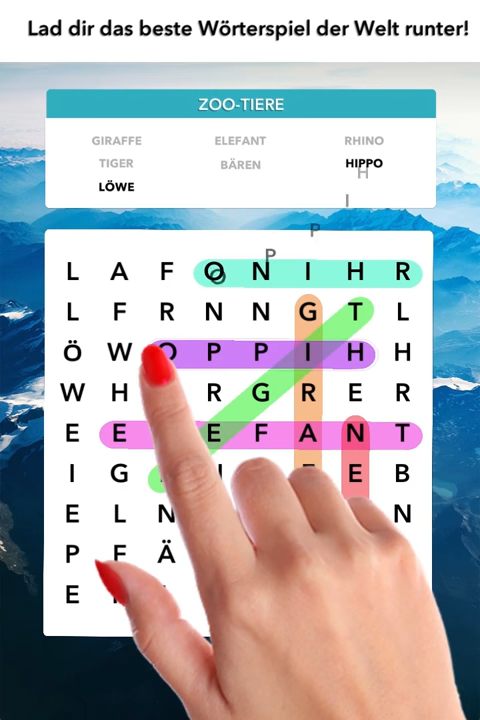 Lad dir das beste Wörterspiel der Welt runter!
ZOO-TIERE
GIRAFFE ELEFANT RHINO
TIGER BÄREN HIPPO
LÖWE
H
I
P
P
O
L A F O N I H R
L F R N N G T L
Ö W O P P I H H
W H R G R E R
E E E F A N T
I G E B
E L N N
P F Ä
E